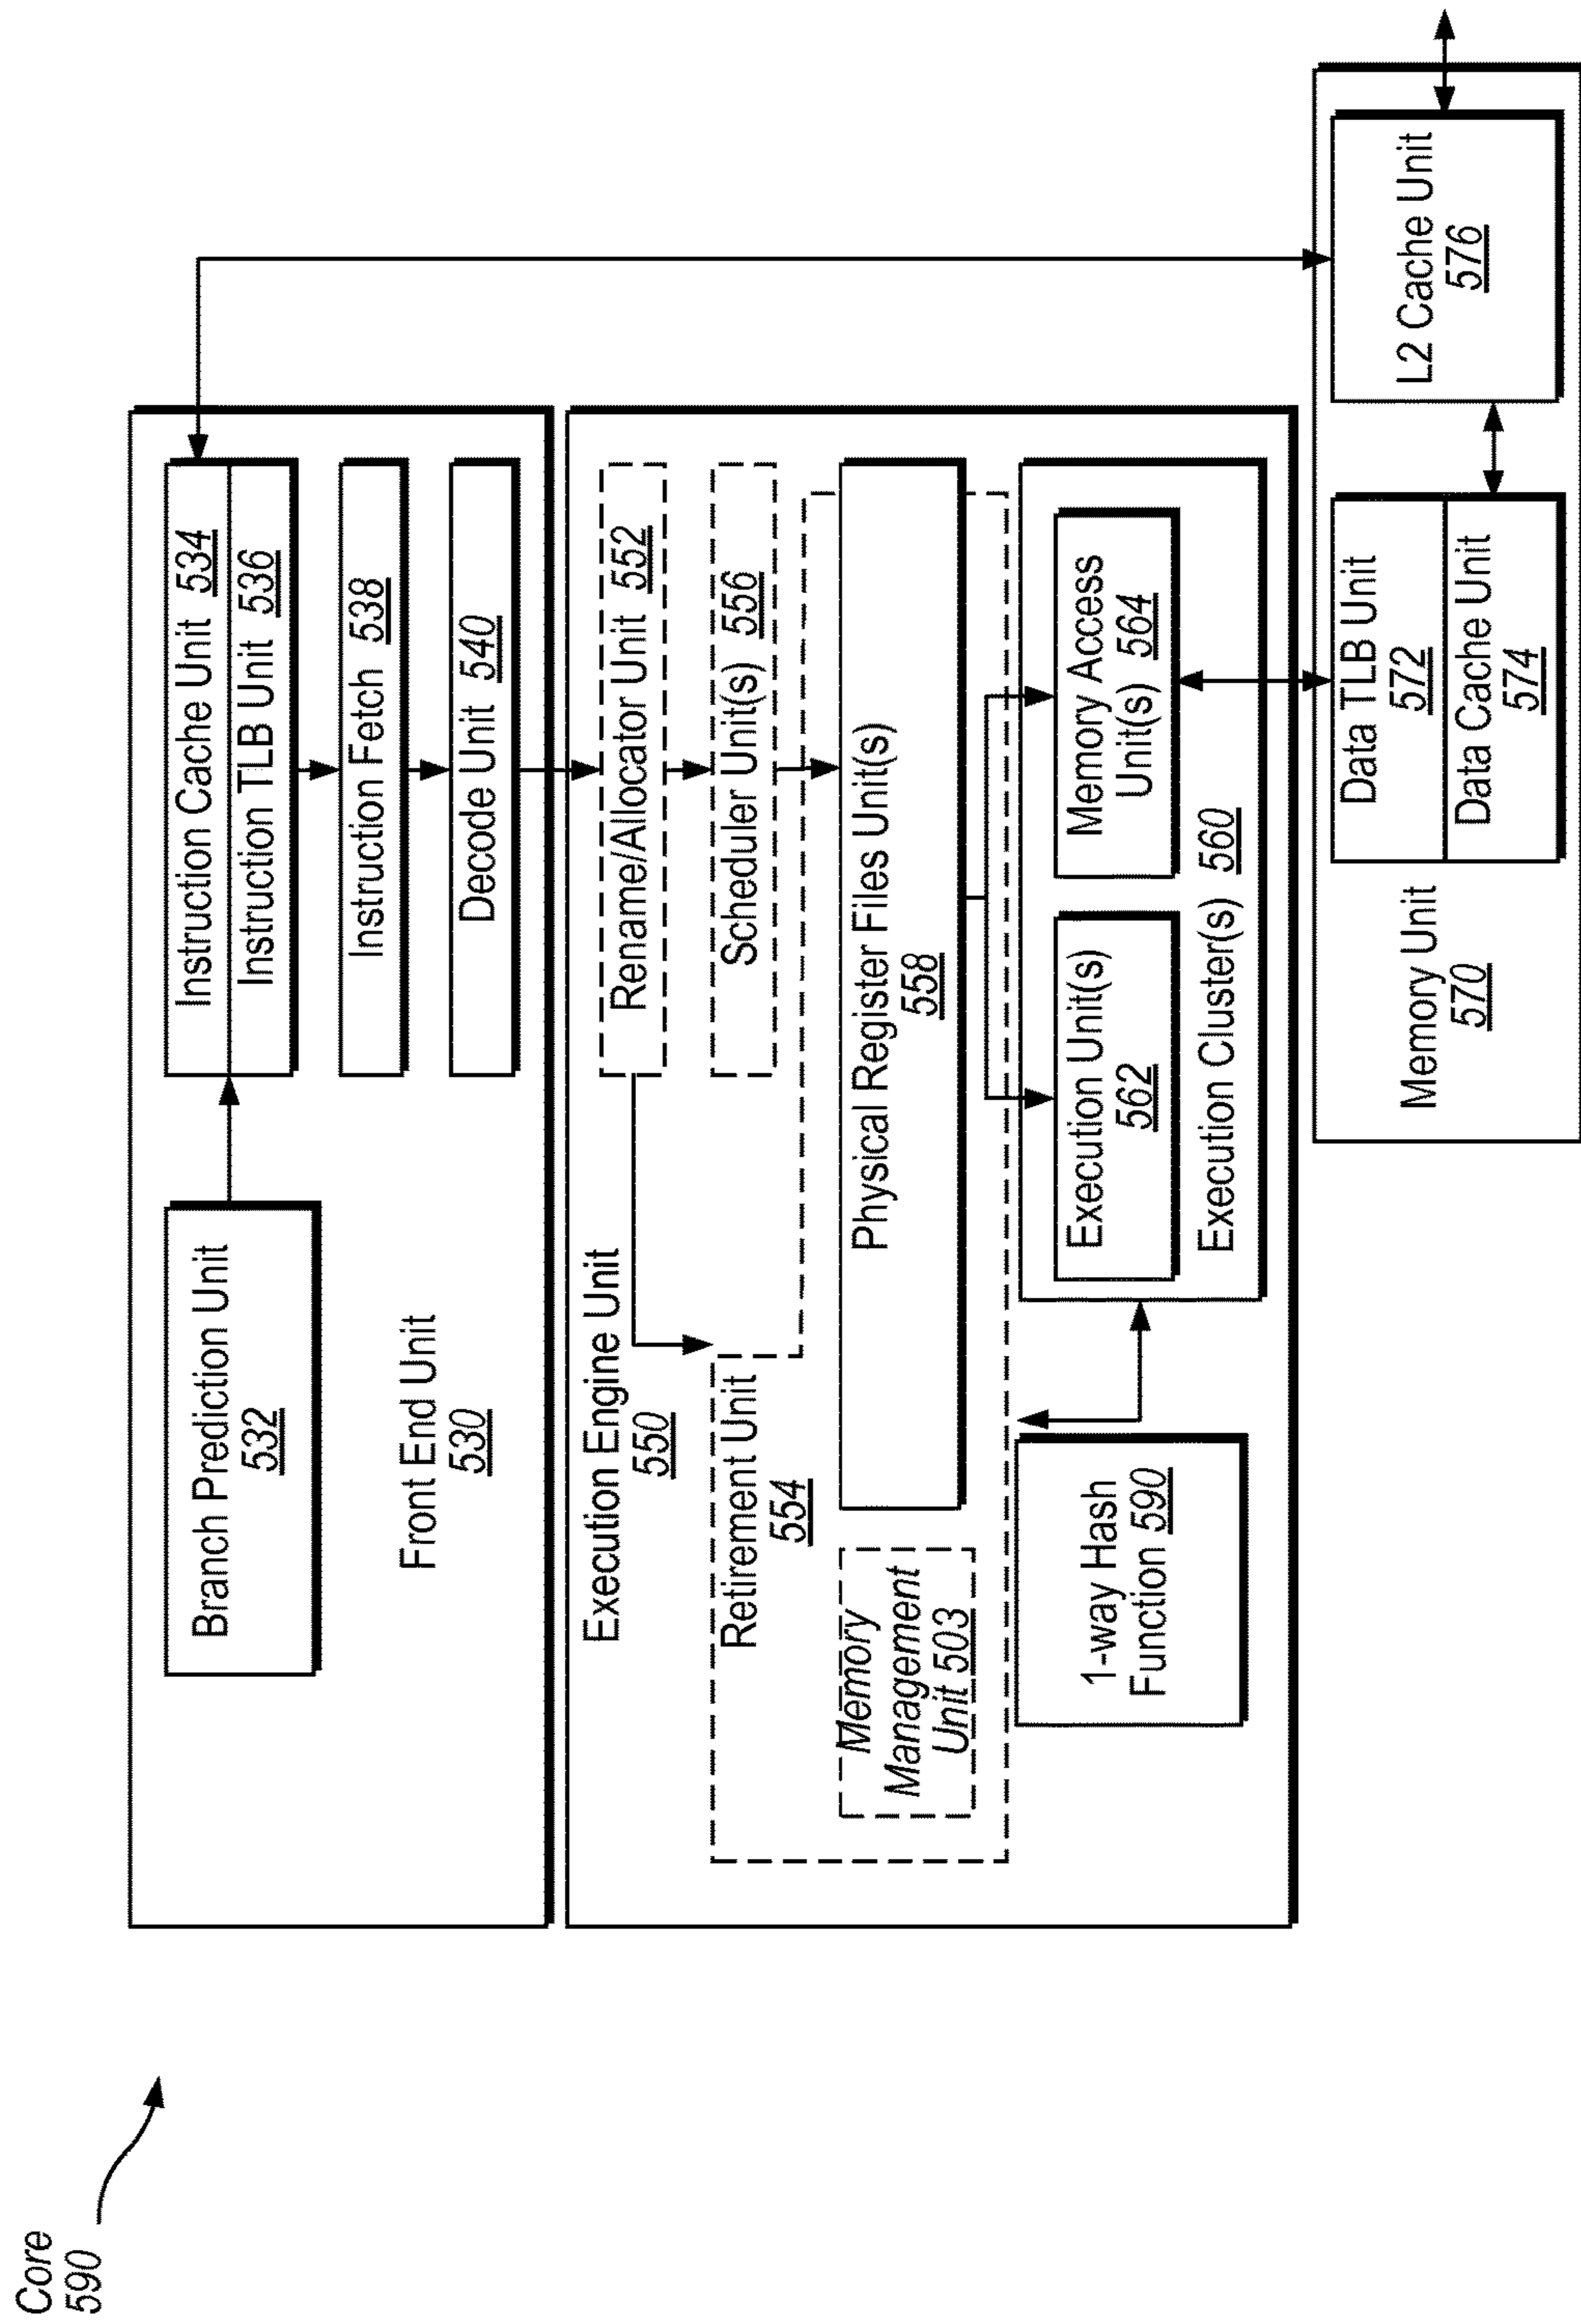 Core
590
Branch Prediction Unit
532
Front End Unit
530
Instruction Cache Unit 534
Instruction TLB Unit 536
Instruction Fetch 538
Decode Unit 540
Execution Engine Unit
550
Rename/Allocator Unit 552
Scheduler Unit(s) 556
Retirement Unit
554
Memory
Management
Unit 503
Physical Register Files Unit(s)
558
1-way Hash
Function 590
Execution Unit(s)
562
Memory Access
Unit(s) 564
Execution Cluster(s) 560
Memory Unit
570
Data TLB Unit
572
Data Cache Unit
574
L2 Cache Unit
576